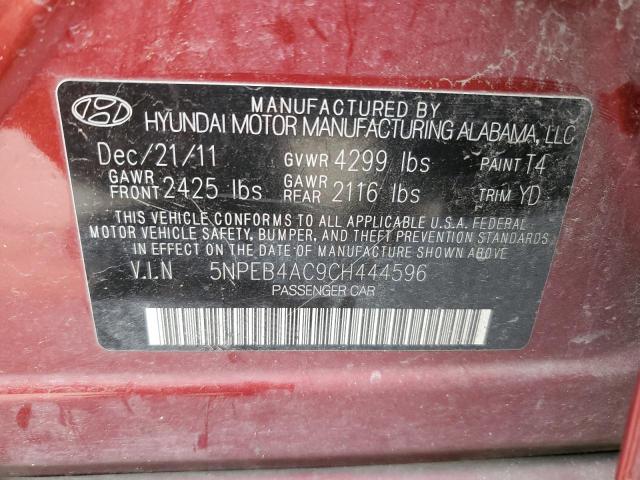 MANUFACTURED BY
HYUNDAI MOTOR MANUFACTURING ALABAMA, LLC
Dec/21/11 GVWR 4299 lbs PAINT T4
GAWR FRONT 2425 lbs GAWR REAR 2116 lbs TRIM YD
THIS VEHICLE CONFORMS TO ALL APPLICABLE U.S.A. FEDERAL
MOTOR VEHICLE SAFETY, BUMPER, AND THEFT PREVENTION STANDARDS
IN EFFECT ON THE DATE OF MANUFACTURE SHOWN ABOVE
V.I.N 5NPEB4AC9CH444596
PASSENGER CAR